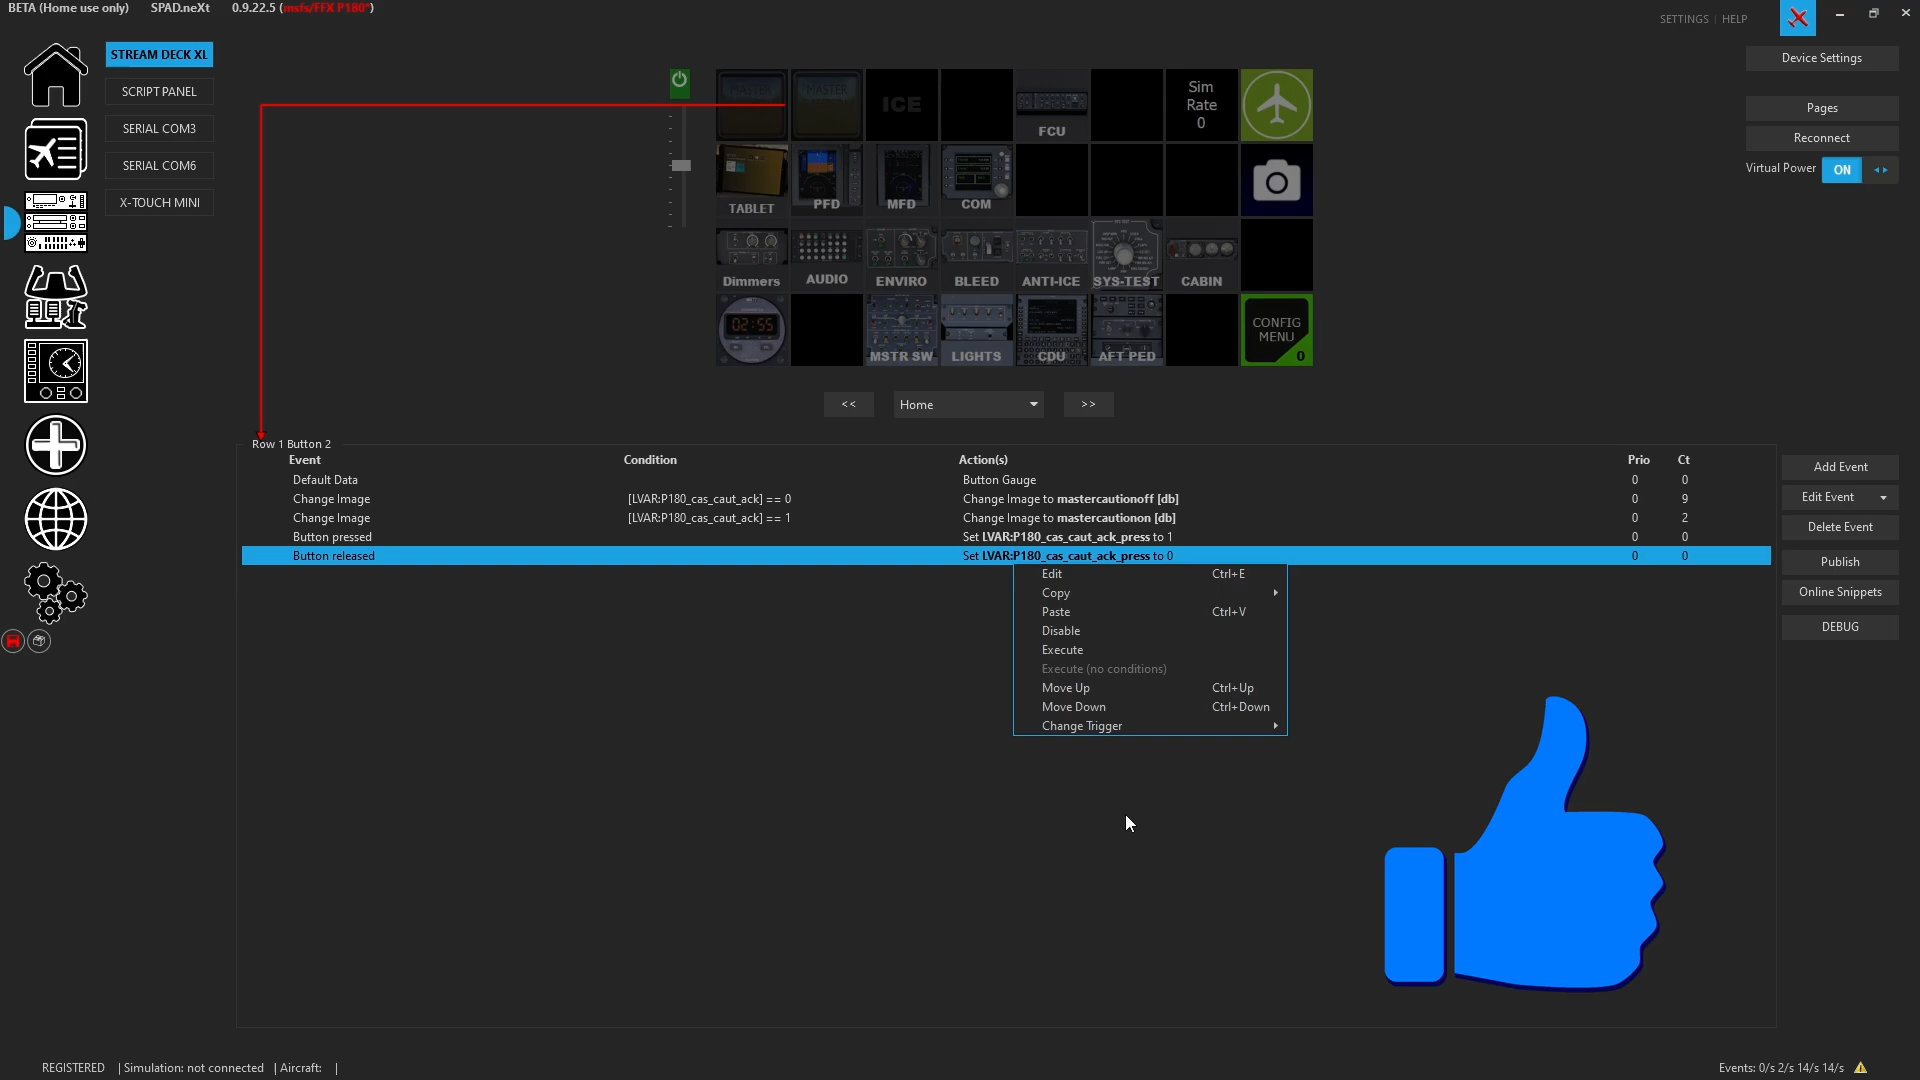 BETA (Home use only) SPAD.neXt 0.9.22.5 (msfs/FFX P180*)
SETTINGS | HELP
STREAM DECK XL
SCRIPT PANEL
SERIAL COM3
SERIAL COM6
X-TOUCH MINI
MASTER MASTER ICE FCU Sim
Rate
0
TABLET PFD MFD COM
Dimmers AUDIO ENVIRO BLEED ANTI-ICE SYS-TEST CABIN
02:55 MSTR SW LIGHTS CDU AFT PED CONFIG
MENU
0
<< Home >>
Device Settings
Pages
Reconnect
Virtual Power ON
Row 1 Button 2
Event Condition Action(s) Prio Ct
Default Data Button Gauge 0 0
Change Image [LVAR:P180_cas_caut_ack] == 0 Change Image to mastercautionoff [db] 0 9
Change Image [LVAR:P180_cas_caut_ack] == 1 Change Image to mastercautionon [db] 0 2
Button pressed Set LVAR:P180_cas_caut_ack_press to 1 0 0
Button released Set LVAR:P180_cas_caut_ack_press to 0 0 0
Edit Ctrl+E
Copy
Paste Ctrl+V
Disable
Execute
Execute (no conditions)
Move Up Ctrl+Up
Move Down Ctrl+Down
Change Trigger
Add Event
Edit Event
Delete Event
Publish
Online Snippets
DEBUG
REGISTERED | Simulation: not connected | Aircraft: |
Events: 0/s 2/s 14/s 14/s